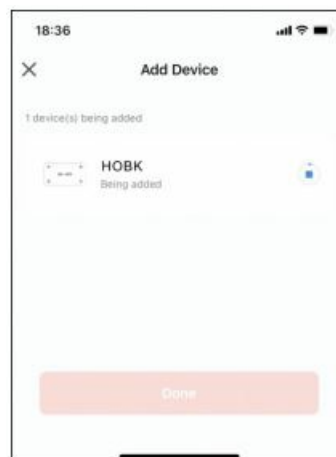 18:36
Add Device
1 device(s) being added
HOBK
Being added
Done